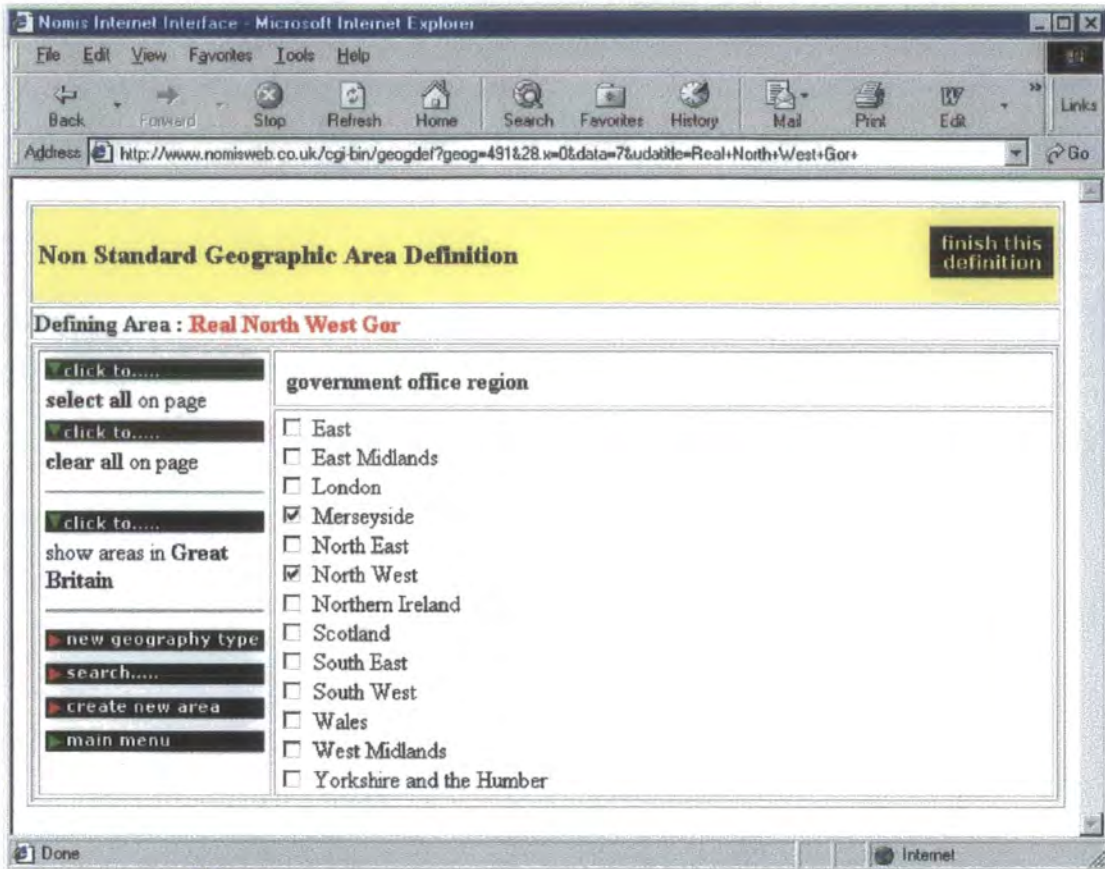 Nomis Internet Interface - Microsoft Internet Explorer
File Edit View Favorites Tools Help
Back Forward Stop Refresh Home Search Favorites History Mail Print Edit » Links
Address http://www.nomisweb.co.uk/cgi-bin/geogdef?geog=491&28.x=0&data=7&udatitle=Real+North+West+Gor+ Go
Non Standard Geographic Area Definition
finish this
definition
Defining Area : Real North West Gor
click to.....
select all on page
click to.....
clear all on page
click to.....
show areas in Great
Britain
new geography type
search.....
create new area
main menu
government office region
East
East Midlands
London
Merseyside
North East
North West
Northern Ireland
Scotland
South East
South West
Wales
West Midlands
Yorkshire and the Humber
Done Internet